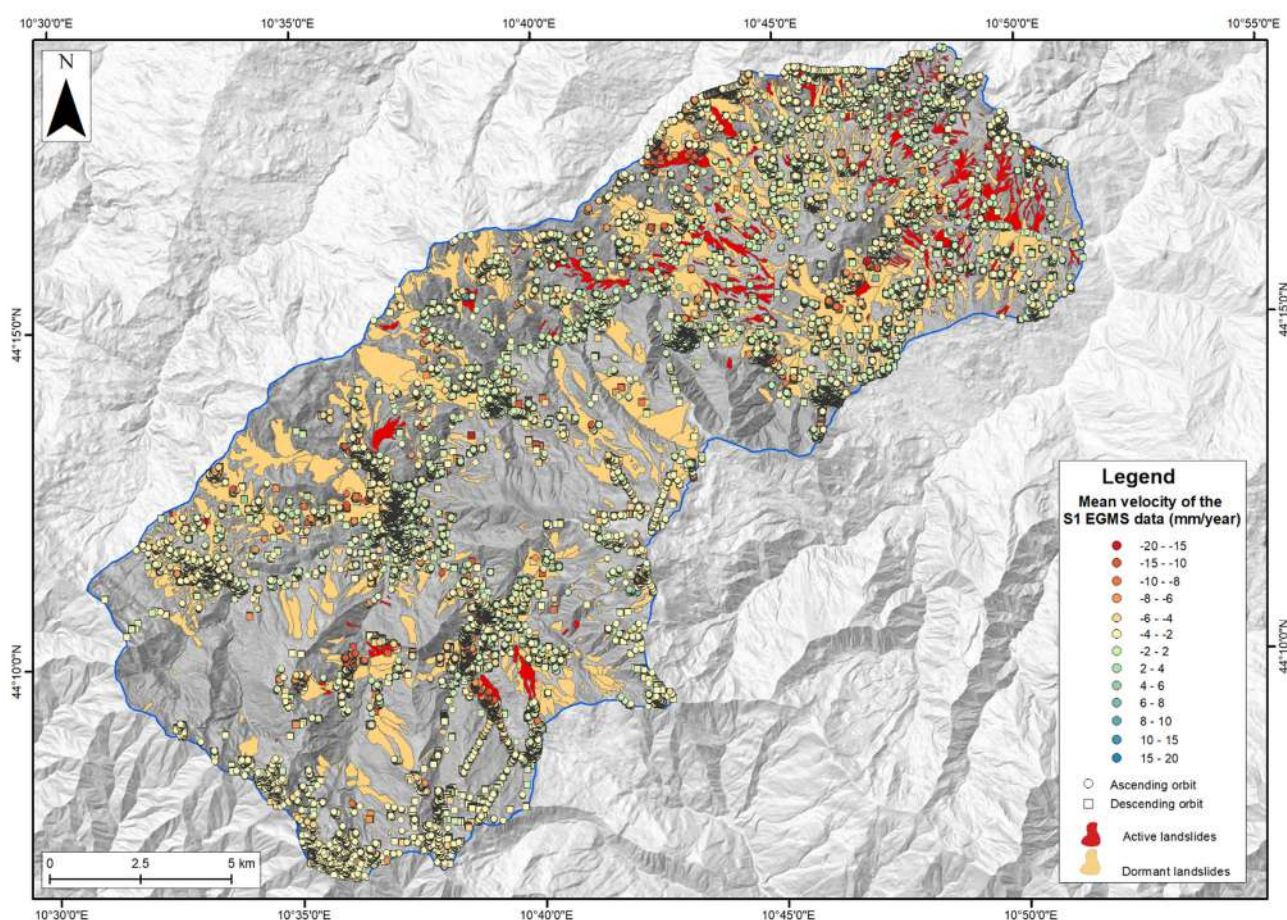 10°30'0"E 10°35'0"E 10°40'0"E 10°45'0"E 10°50'0"E 10°55'0"E
N
44°15'0"N 44°15'0"N
44°10'0"N 44°10'0"N
Legend
Mean velocity of the
S1 EGMS data (mm/year)
-20 - -15
-15 - -10
-10 - -8
-8 - -6
-6 - -4
-4 - -2
-2 - 2
2 - 4
4 - 6
6 - 8
8 - 10
10 - 15
15 - 20
Ascending orbit
Descending orbit
Active landslides
Dormant landslides
0 2.5 5 km
10°30'0"E 10°35'0"E 10°40'0"E 10°45'0"E 10°50'0"E